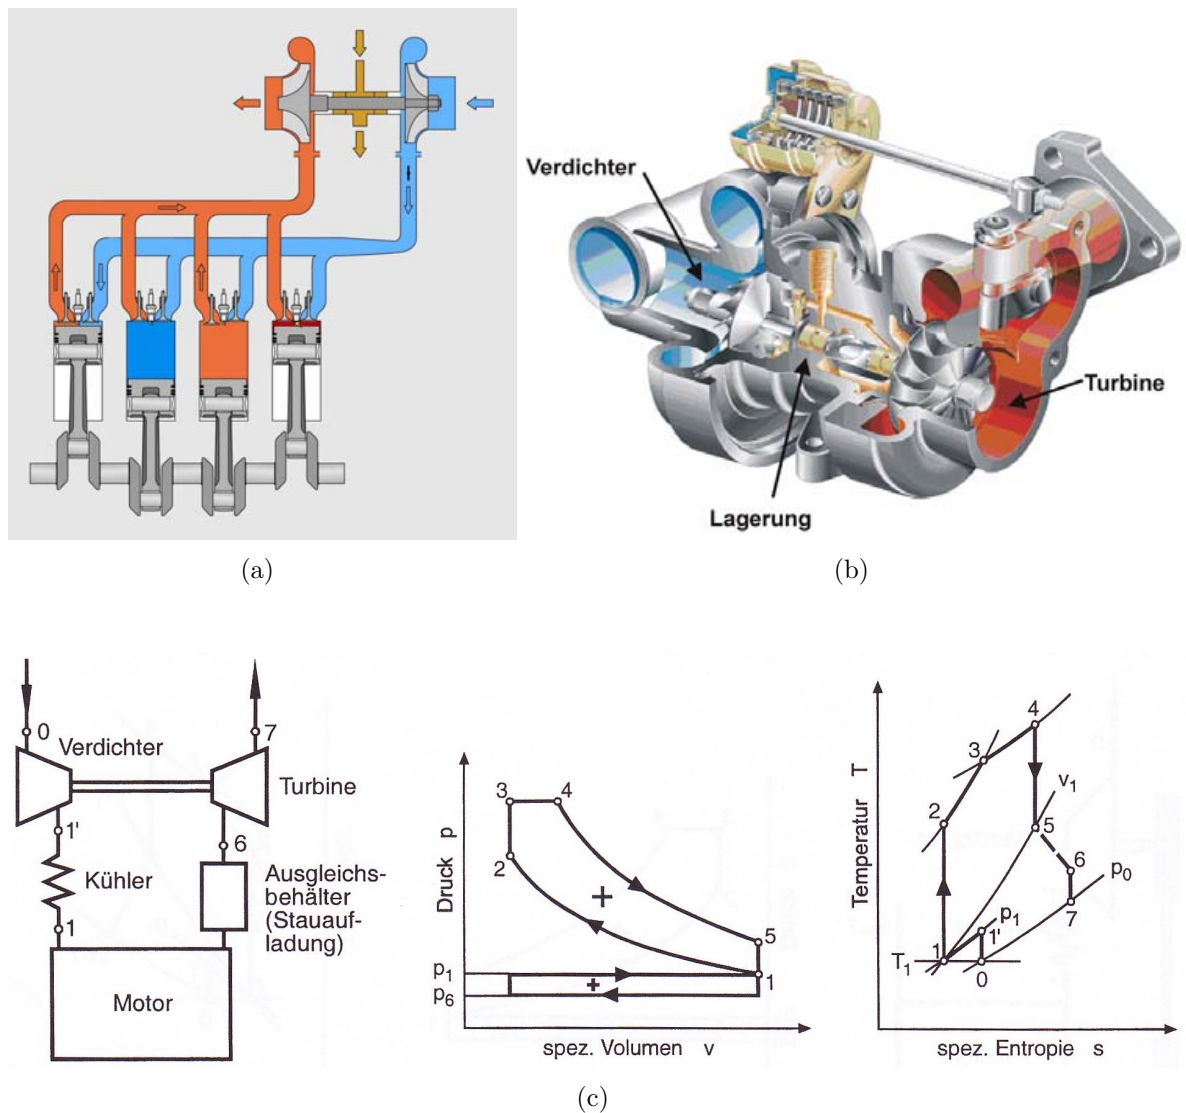 Verdichter
Turbine
Lagerung
(a)
(b)
0
7
Verdichter
Turbine
1'
6
Kühler
Ausgleichs-
behälter
(Stauauf-
ladung)
1
Motor
Druck p
3
4
2
+
5
p1
+
1
p6
spez. Volumen v
Temperatur T
4
3
2
v1
5
6
p0
7
p1
1'
T1
1
0
spez. Entropie s
(c)